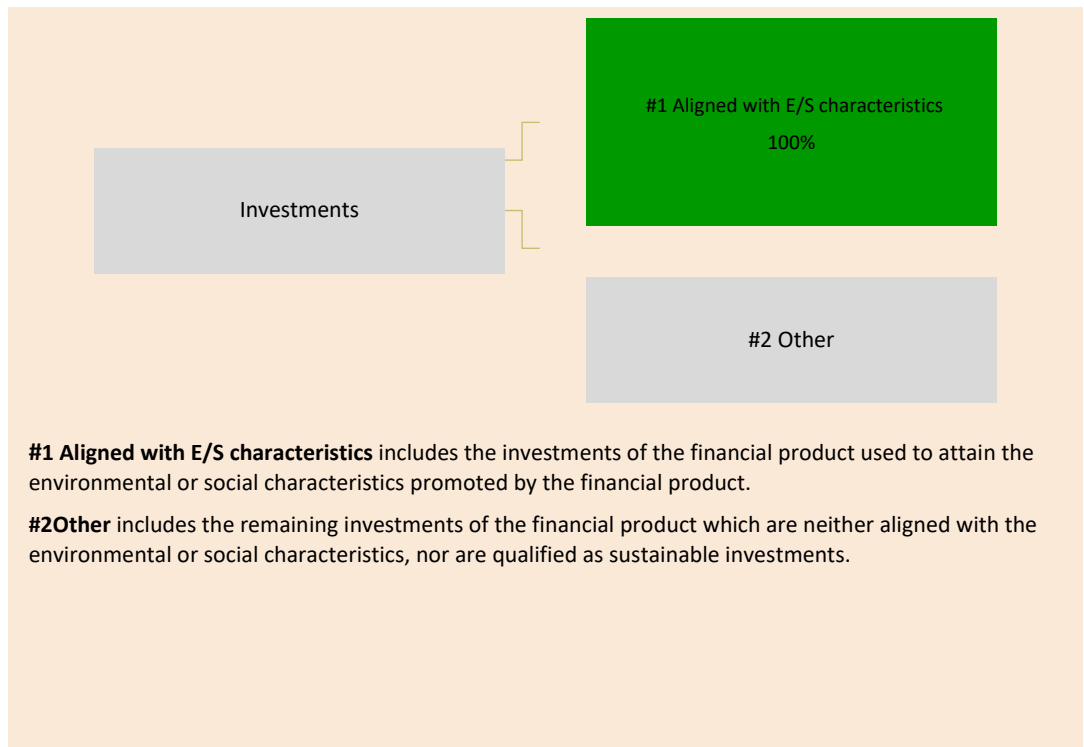 #1 Aligned with E/S characteristics
100%
Investments
#2 Other
#1 Aligned with E/S characteristics includes the investments of the financial product used to attain the
environmental or social characteristics promoted by the financial product.
#2Other includes the remaining investments of the financial product which are neither aligned with the
environmental or social characteristics, nor are qualified as sustainable investments.